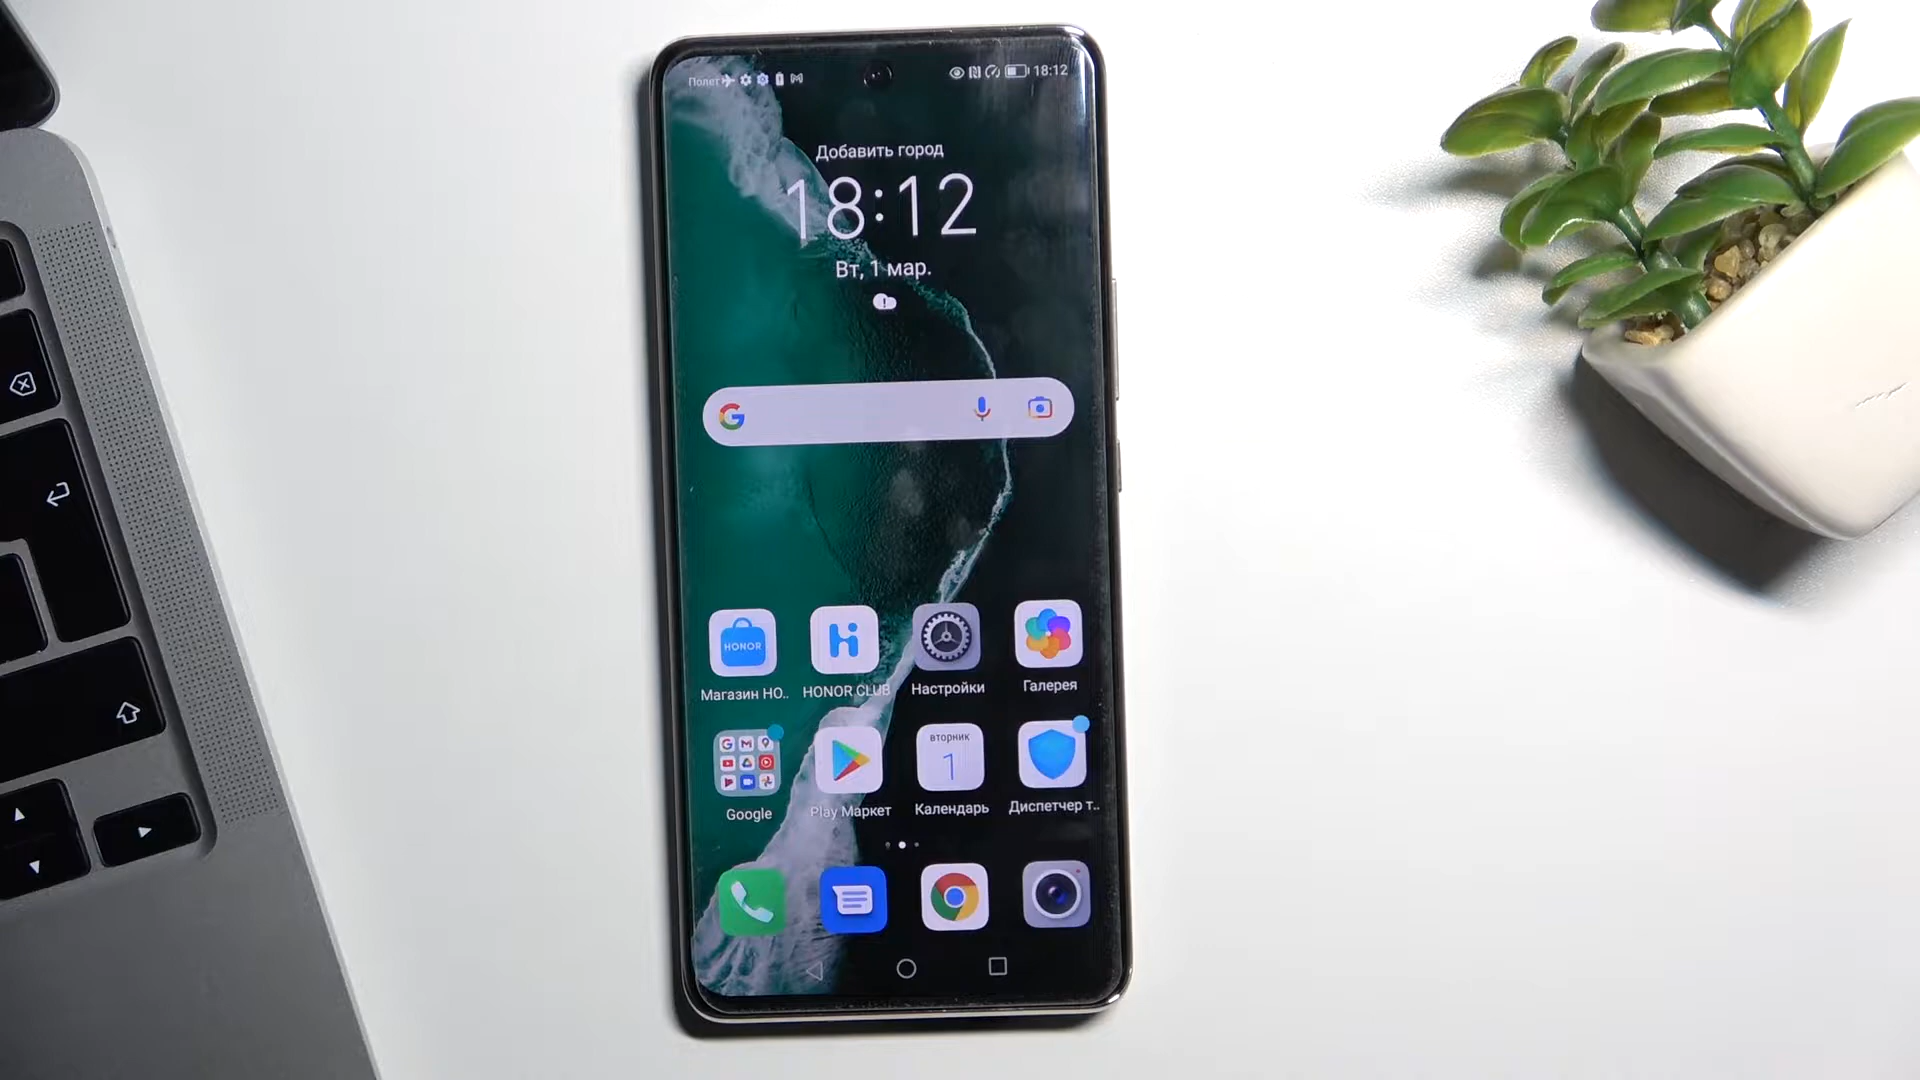 Полет 18:12
Добавить город
18:12
Вт, 1 мар.
HONOR
Магазин HO.. HONOR CLUB Настройки Галерея
вторник
1
Google Play Маркет Календарь Диспетчер т..